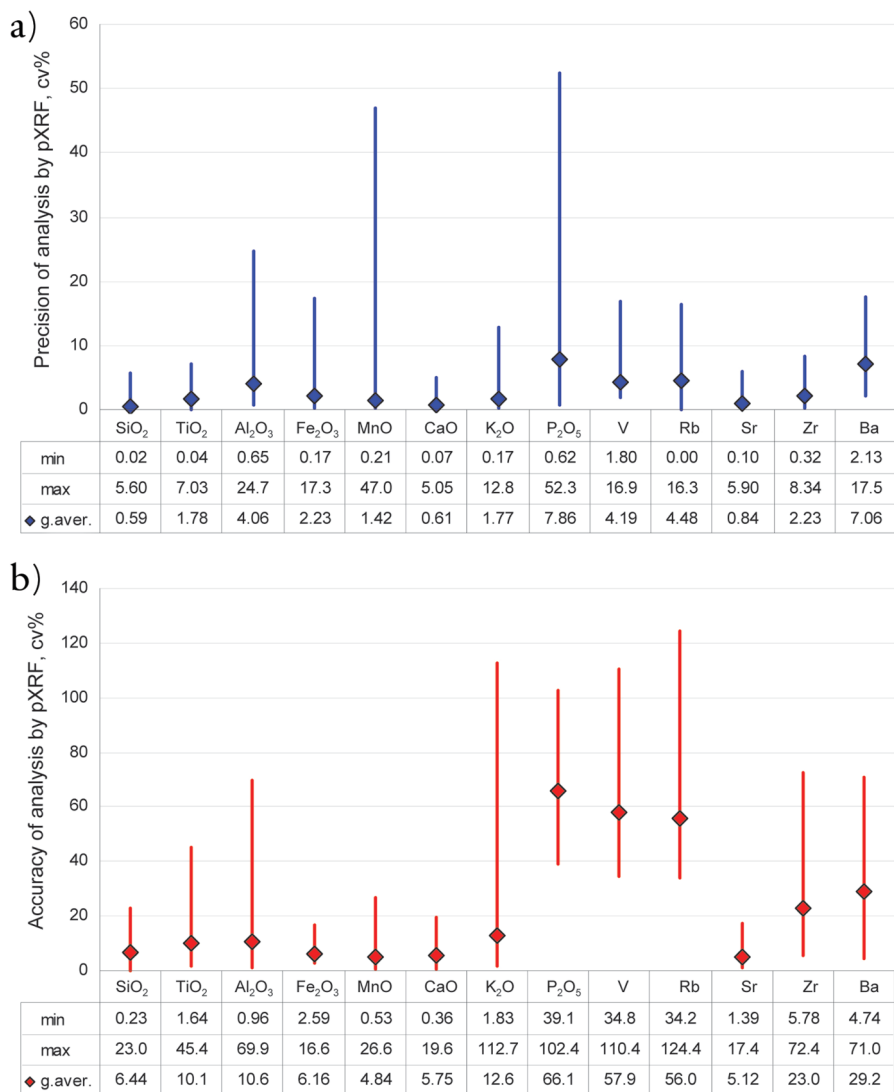 a)
Precision of analysis by pXRF, cv%
60
50
40
30
20
10
0
SiO₂ TiO₂ Al₂O₃ Fe₂O₃ MnO CaO K₂O P₂O₅ V Rb Sr Zr Ba
min 0.02 0.04 0.65 0.17 0.21 0.07 0.17 0.62 1.80 0.00 0.10 0.32 2.13
max 5.60 7.03 24.7 17.3 47.0 5.05 12.8 52.3 16.9 16.3 5.90 8.34 17.5
g.aver. 0.59 1.78 4.06 2.23 1.42 0.61 1.77 7.86 4.19 4.48 0.84 2.23 7.06
b)
Accuracy of analysis by pXRF, cv%
140
120
100
80
60
40
20
0
SiO₂ TiO₂ Al₂O₃ Fe₂O₃ MnO CaO K₂O P₂O₅ V Rb Sr Zr Ba
min 0.23 1.64 0.96 2.59 0.53 0.36 1.83 39.1 34.8 34.2 1.39 5.78 4.74
max 23.0 45.4 69.9 16.6 26.6 19.6 112.7 102.4 110.4 124.4 17.4 72.4 71.0
g.aver. 6.44 10.1 10.6 6.16 4.84 5.75 12.6 66.1 57.9 56.0 5.12 23.0 29.2